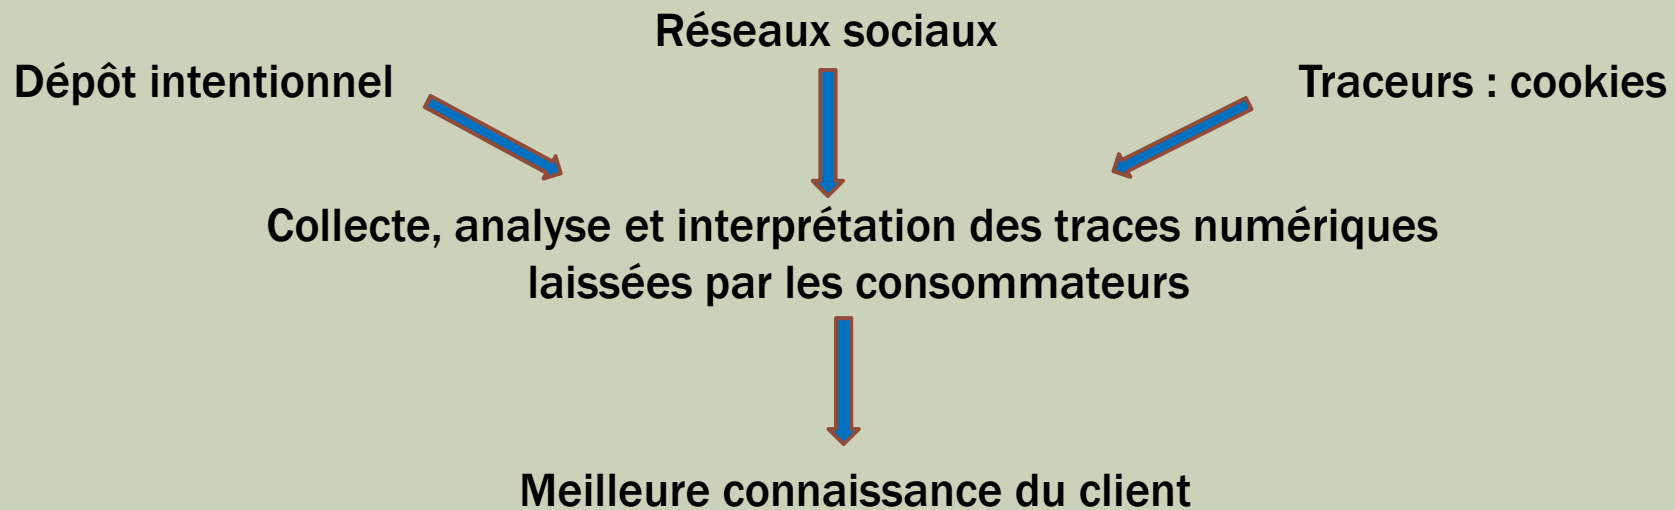 Réseaux sociaux
Dépôt intentionnel
Traceurs : cookies
Collecte, analyse et interprétation des traces numériques
laissées par les consommateurs
Meilleure connaissance du client